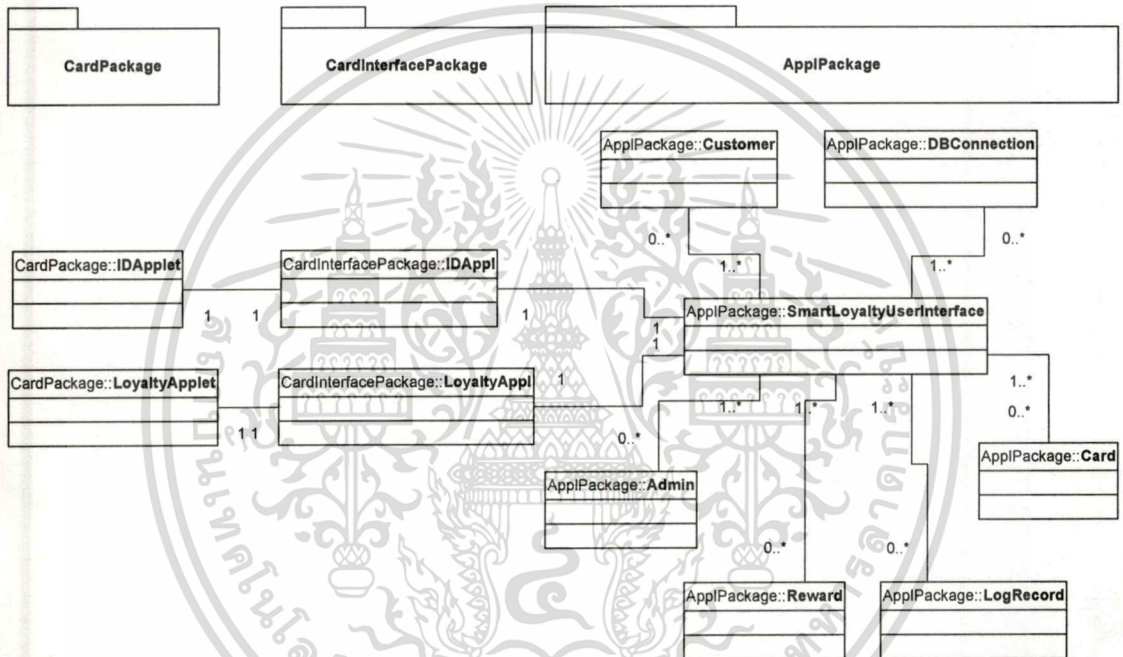 CardPackage
CardInterfacePackage
ApplPackage
ApplPackage::Customer
ApplPackage::DBConnection
0..*
0..*
1..*
1..*
CardPackage::IDApplet
CardInterfacePackage::IDAppl
ApplPackage::SmartLoyaltyUserInterface
1
1
1
1
1
CardPackage::LoyaltyApplet
CardInterfacePackage::LoyaltyAppl
1
1..*
1..*
1..*
1..*
0..*
1
1
0..*
ApplPackage::Card
ApplPackage::Admin
0..*
0..*
ApplPackage::Reward
ApplPackage::LogRecord